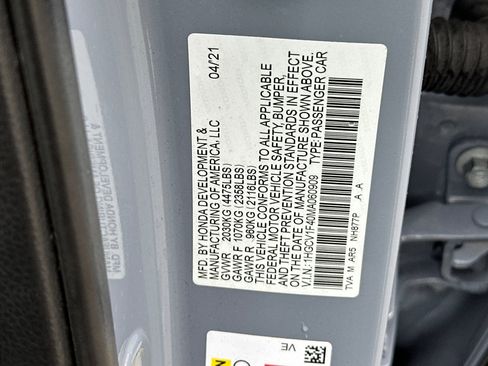 MFD. BY HONDA DEVELOPMENT &
MANUFACTURING OF AMERICA, LLC 04/21
GVWR 2030KG(4475LBS)
GAWR F 1070KG(2358LBS)
GAWR R 960KG(2116LBS)
THIS VEHICLE CONFORMS TO ALL APPLICABLE
FEDERAL MOTOR VEHICLE SAFETY, BUMPER,
AND THEFT PREVENTION STANDARDS IN EFFECT
ON THE DATE OF MANUFACTURE SHOWN ABOVE.
V.I.N.:1HGCV1F40MA060909 TYPE:PASSENGER CAR
TVA M AR5 NH877P A A
VE